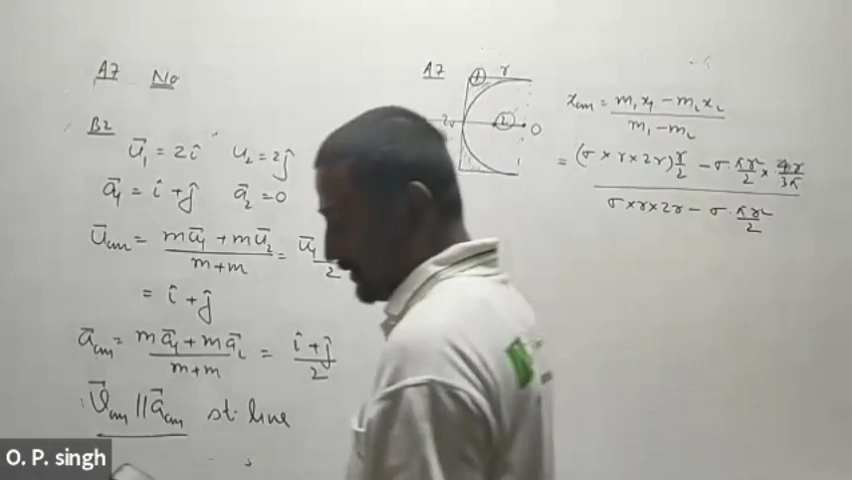 A7 No
B2
u⃗₁ = 2î u₂ = 2ĵ
a⃗₁ = î + ĵ a⃗₂ = 0
u⃗cm = (mu⃗₁ + mu⃗₂)/(m+m) = u⃗₁ /2
= î + ĵ
a⃗cm = (ma⃗₁ + ma⃗₂)/(m+m) = (î + ĵ)/2
v⃗cm || a⃗cm st. line
A7
① r
2r ② O
xcm = (m₁x₁ − m₂x₂)/(m₁ − m₂)
= ((σ × r × 2r) r/2 − σ · πr²/2 × 4r/3π)/(σ × r × 2r − σ · πr²/2)
O. P. singh